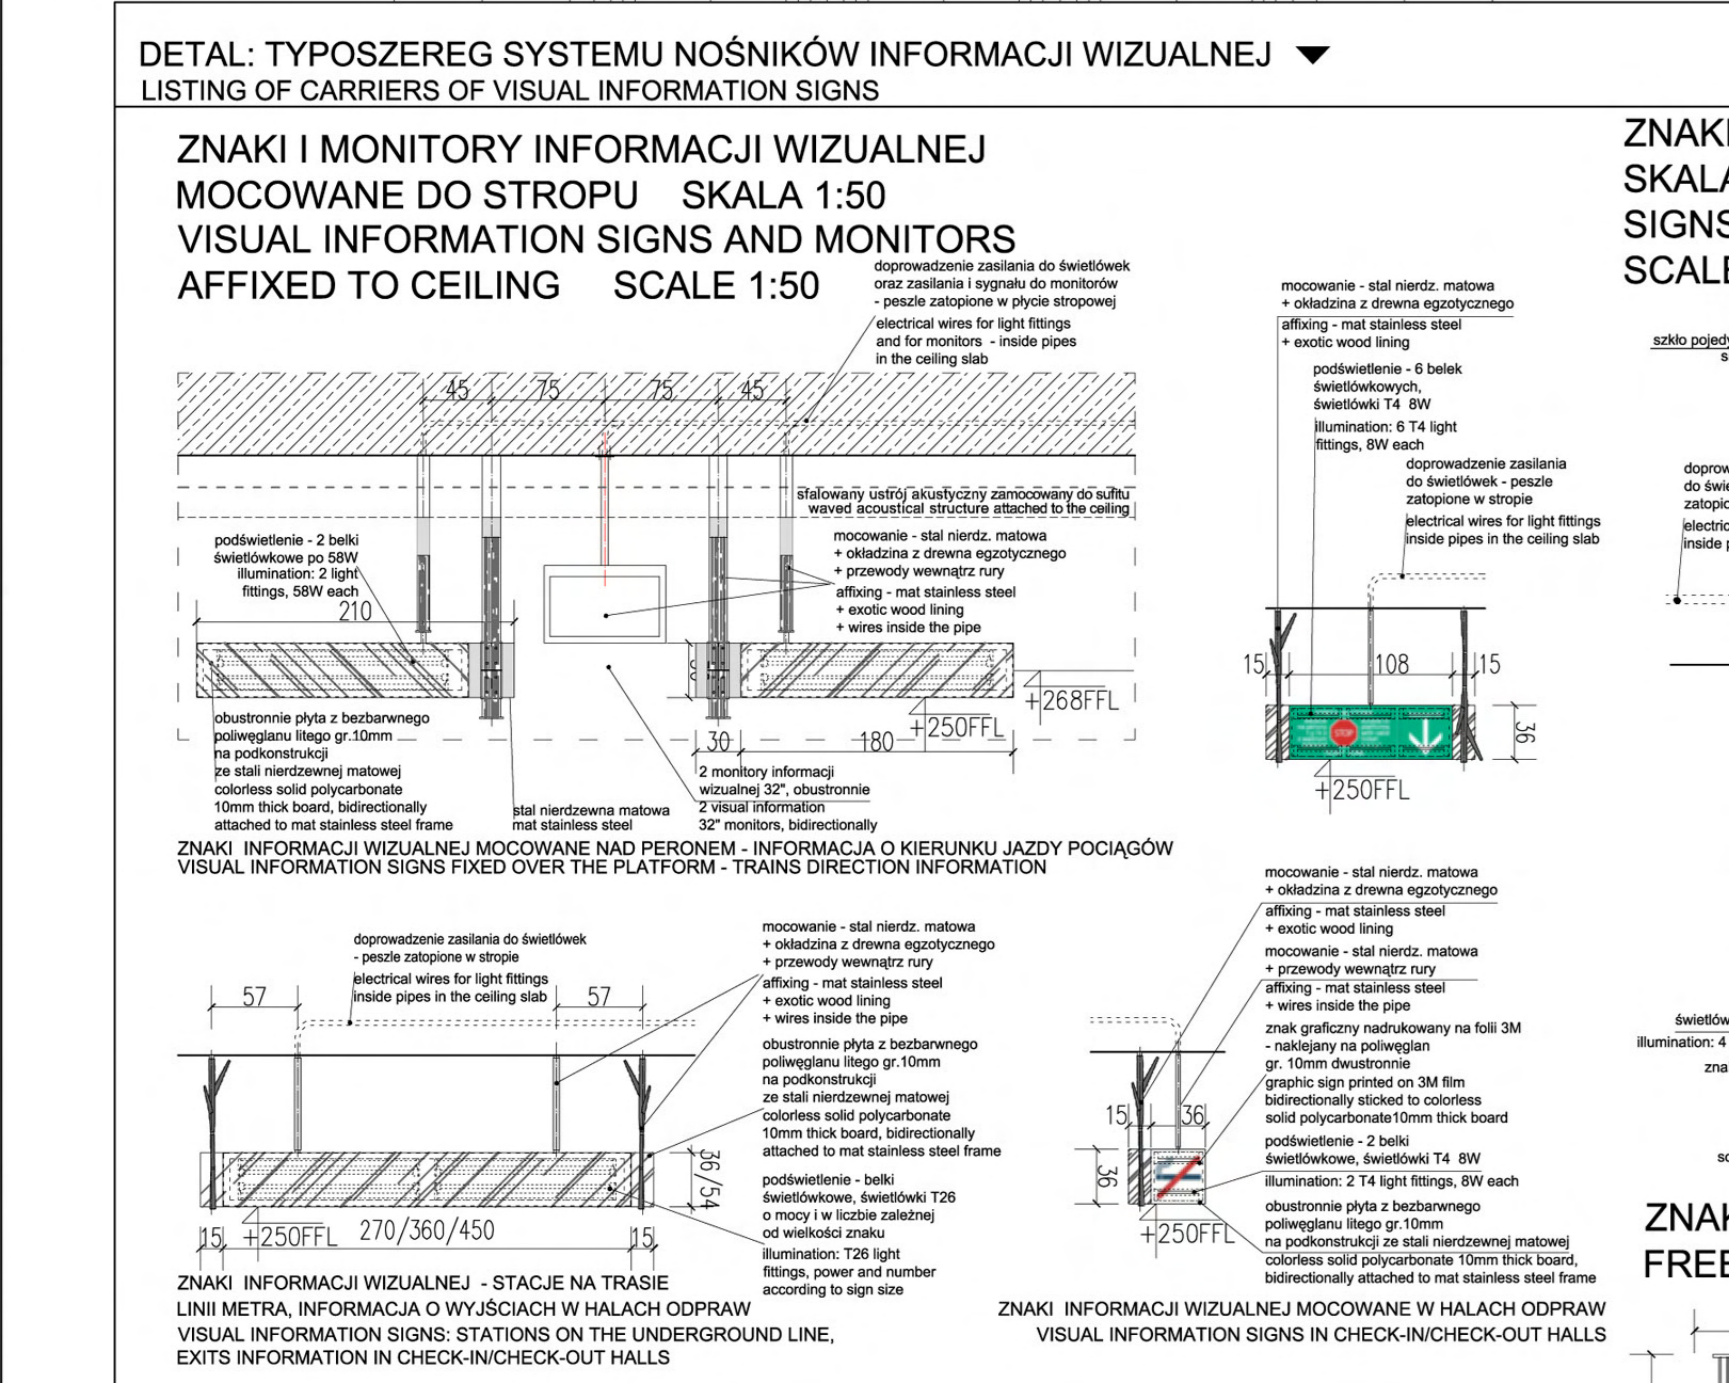 DETAL: TYPOSZEREG SYSTEMU NOŚNIKÓW INFORMACJI WIZUALNEJ
LISTING OF CARRIERS OF VISUAL INFORMATION SIGNS
ZNAKI I MONITORY INFORMACJI WIZUALNEJ
MOCOWANE DO STROPU SKALA 1:50
VISUAL INFORMATION SIGNS AND MONITORS
AFFIXED TO CEILING SCALE 1:50
doprowadzenie zasilania do świetlówek
oraz zasilania i sygnału do monitorów
- peszle zatopione w płycie stropowej
electrical wires for light fittings
and for monitors - inside pipes
in the ceiling slab
45
75
75
45
sfalowany ustrój akustyczny zamocowany do sufitu
waved acoustical structure attached to the ceiling
podświetlenie - 2 belki
świetlówkowe po 58W
illumination: 2 light
fittings, 58W each
210
mocowanie - stal nierdz. matowa
+ okładzina z drewna egzotycznego
+ przewody wewnątrz rury
affixing - mat stainless steel
+ exotic wood lining
+ wires inside the pipe
+268FFL
+250FFL
30
180
obustronnie płyta z bezbarwnego
poliwęglanu litego gr.10mm
na podkonstrukcji
ze stali nierdzewnej matowej
colorless solid polycarbonate
10mm thick board, bidirectionally
attached to mat stainless steel frame
stal nierdzewna matowa
mat stainless steel
2 monitory informacji
wizualnej 32", obustronnie
2 visual information
32" monitors, bidirectionally
ZNAKI INFORMACJI WIZUALNEJ MOCOWANE NAD PERONEM - INFORMACJA O KIERUNKU JAZDY POCIĄGÓW
VISUAL INFORMATION SIGNS FIXED OVER THE PLATFORM - TRAINS DIRECTION INFORMATION
mocowanie - stal nierdz. matowa
+ okładzina z drewna egzotycznego
affixing - mat stainless steel
+ exotic wood lining
podświetlenie - 6 belek
świetlówkowych,
świetlówki T4 8W
illumination: 6 T4 light
fittings, 8W each
doprowadzenie zasilania
do świetlówek - peszle
zatopione w stropie
electrical wires for light fittings
inside pipes in the ceiling slab
15
108
15
STOP
36
+250FFL
doprowadzenie zasilania do świetlówek
- peszle zatopione w stropie
electrical wires for light fittings
inside pipes in the ceiling slab
57
57
mocowanie - stal nierdz. matowa
+ okładzina z drewna egzotycznego
+ przewody wewnątrz rury
affixing - mat stainless steel
+ exotic wood lining
+ wires inside the pipe
obustronnie płyta z bezbarwnego
poliwęglanu litego gr.10mm
na podkonstrukcji
ze stali nierdzewnej matowej
colorless solid polycarbonate
10mm thick board, bidirectionally
attached to mat stainless steel frame
36/54
podświetlenie - belki
świetlówkowe, świetlówki T26
o mocy i w liczbie zależnej
od wielkości znaku
illumination: T26 light
fittings, power and number
according to sign size
15
+250FFL
270/360/450
15
ZNAKI INFORMACJI WIZUALNEJ - STACJE NA TRASIE
LINII METRA, INFORMACJA O WYJŚCIACH W HALACH ODPRAW
VISUAL INFORMATION SIGNS: STATIONS ON THE UNDERGROUND LINE,
EXITS INFORMATION IN CHECK-IN/CHECK-OUT HALLS
mocowanie - stal nierdz. matowa
+ okładzina z drewna egzotycznego
affixing - mat stainless steel
+ exotic wood lining
mocowanie - stal nierdz. matowa
+ przewody wewnątrz rury
affixing - mat stainless steel
+ wires inside the pipe
znak graficzny nadrukowany na folii 3M
- naklejany na poliwęglan
gr. 10mm dwustronnie
graphic sign printed on 3M film
bidirectionally sticked to colorless
solid polycarbonate10mm thick board
podświetlenie - 2 belki
świetlówkowe, świetlówki T4 8W
illumination: 2 T4 light fittings, 8W each
obustronnie płyta z bezbarwnego
poliwęglanu litego gr.10mm
na podkonstrukcji ze stali nierdzewnej matowej
colorless solid polycarbonate 10mm thick board,
bidirectionally attached to mat stainless steel frame
15
36
36
+250FFL
ZNAKI INFORMACJI WIZUALNEJ MOCOWANE W HALACH ODPRAW
VISUAL INFORMATION SIGNS IN CHECK-IN/CHECK-OUT HALLS
ZNAKI
SKALA
SIGNS
SCALE
szkło
illumination: 4
inside